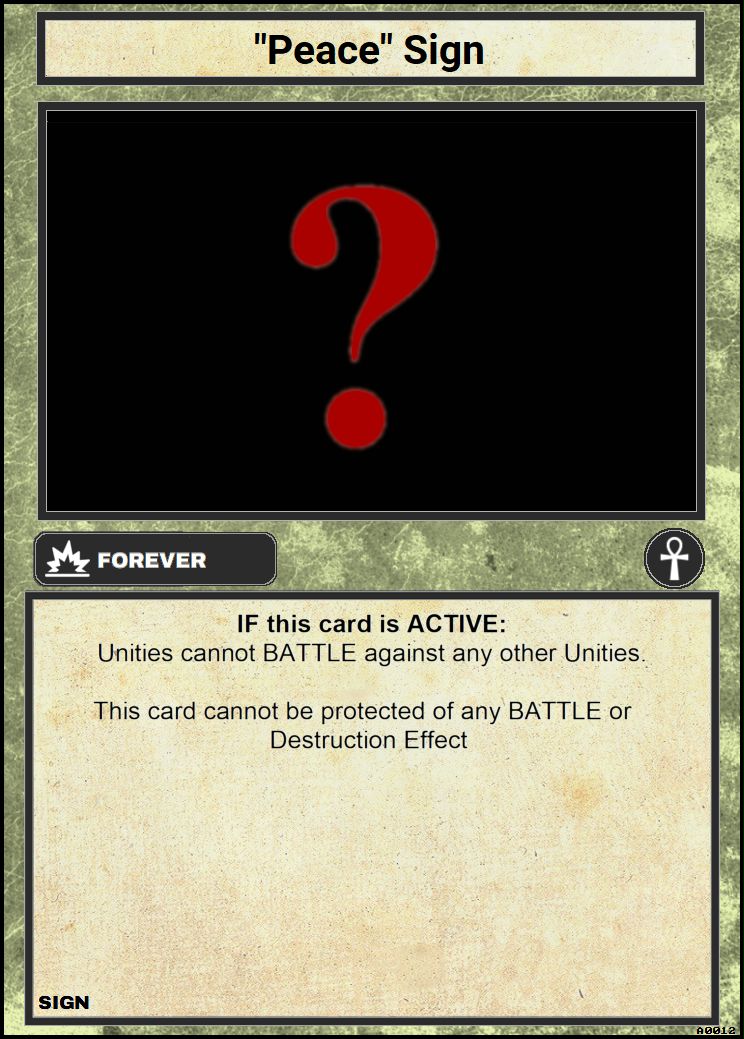 "Peace" Sign
?
FOREVER
IF this card is ACTIVE:
Unities cannot BATTLE against any other Unities.
This card cannot be protected of any BATTLE or
Destruction Effect
SIGN
A0012